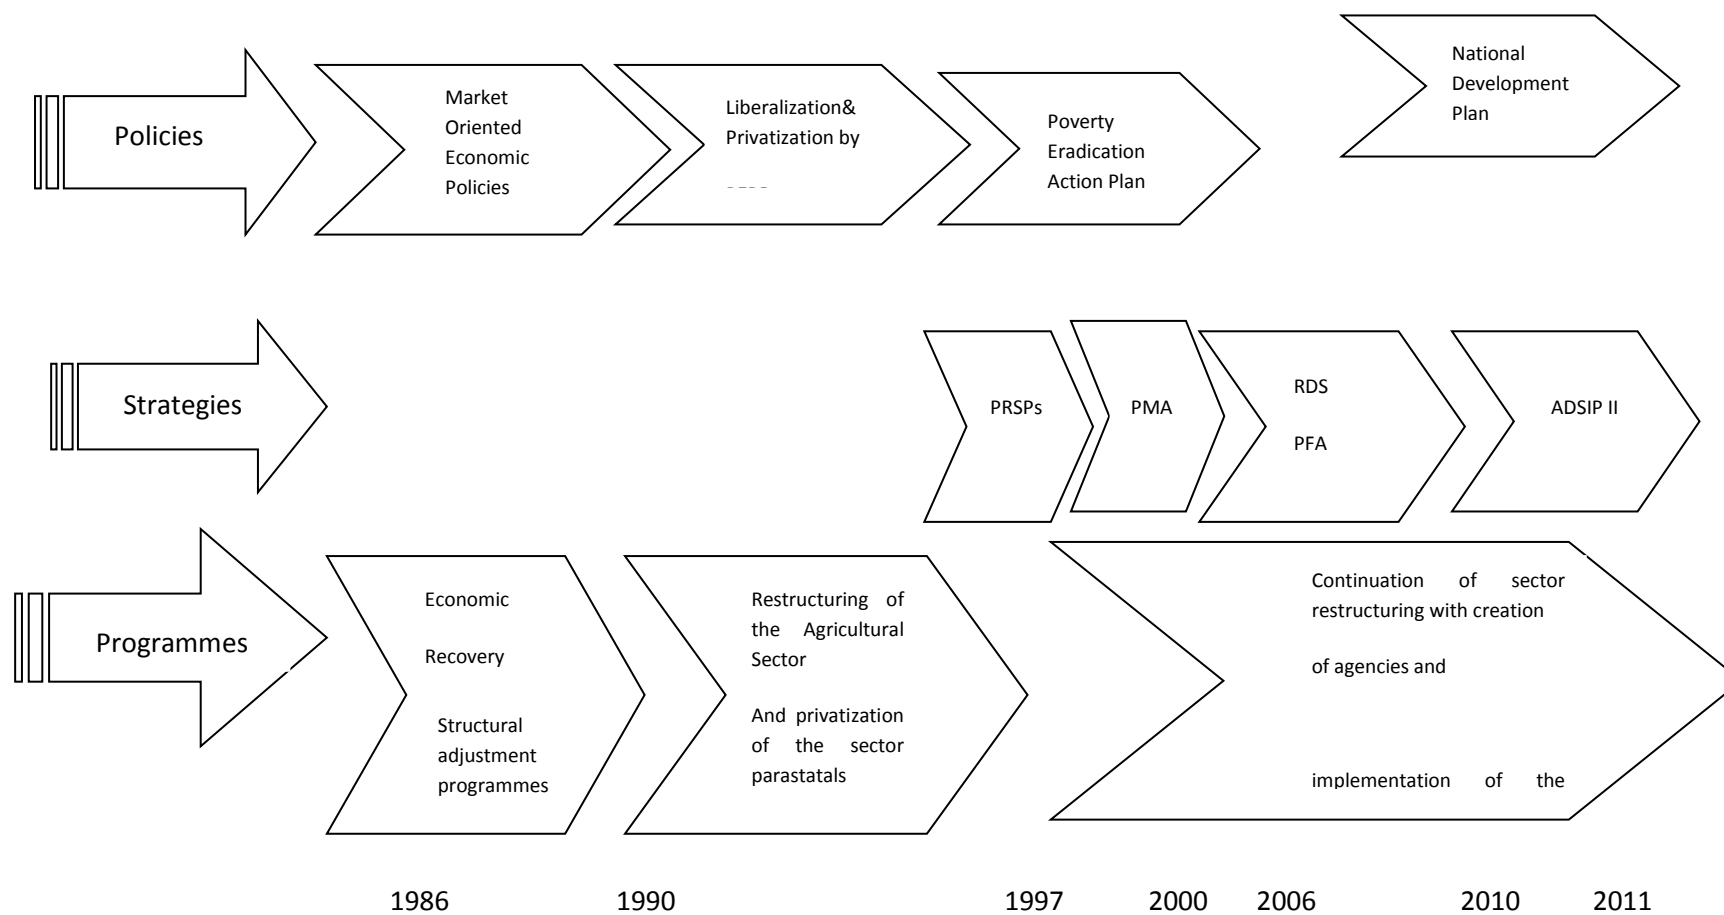 Policies
Market
Oriented
Economic
Policies
Liberalization&
Privatization by
Poverty
Eradication
Action Plan
National
Development
Plan
Strategies
PRSPs
PMA
RDS
PFA
ADSIP II
Programmes
Economic
Recovery
Structural
adjustment
programmes
Restructuring of
the Agricultural
Sector
And privatization
of the sector
parastatals
Continuation of sector
restructuring with creation
of agencies and
implementation of the
1986 1990 1997 2000 2006 2010 2011